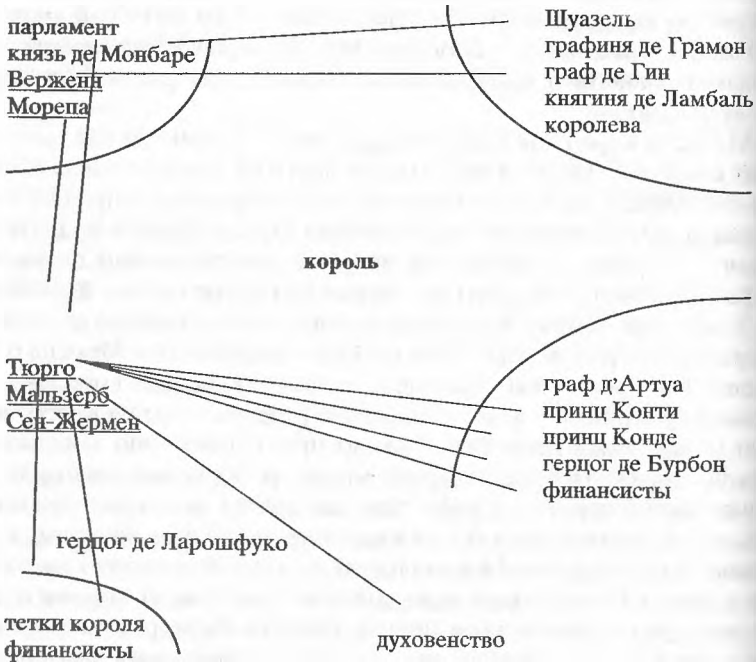 парламент
князь де Монбаре
Верженн
Морепа
Шуазель
графиня де Грамон
граф де Гин
княгиня де Ламбаль
королева
король
Тюрго
Мальзерб
Сен-Жермен
граф д'Артуа
принц Конти
принц Конде
герцог де Бурбон
финансисты
герцог де Ларошфуко
тетки короля
финансисты
духовенство